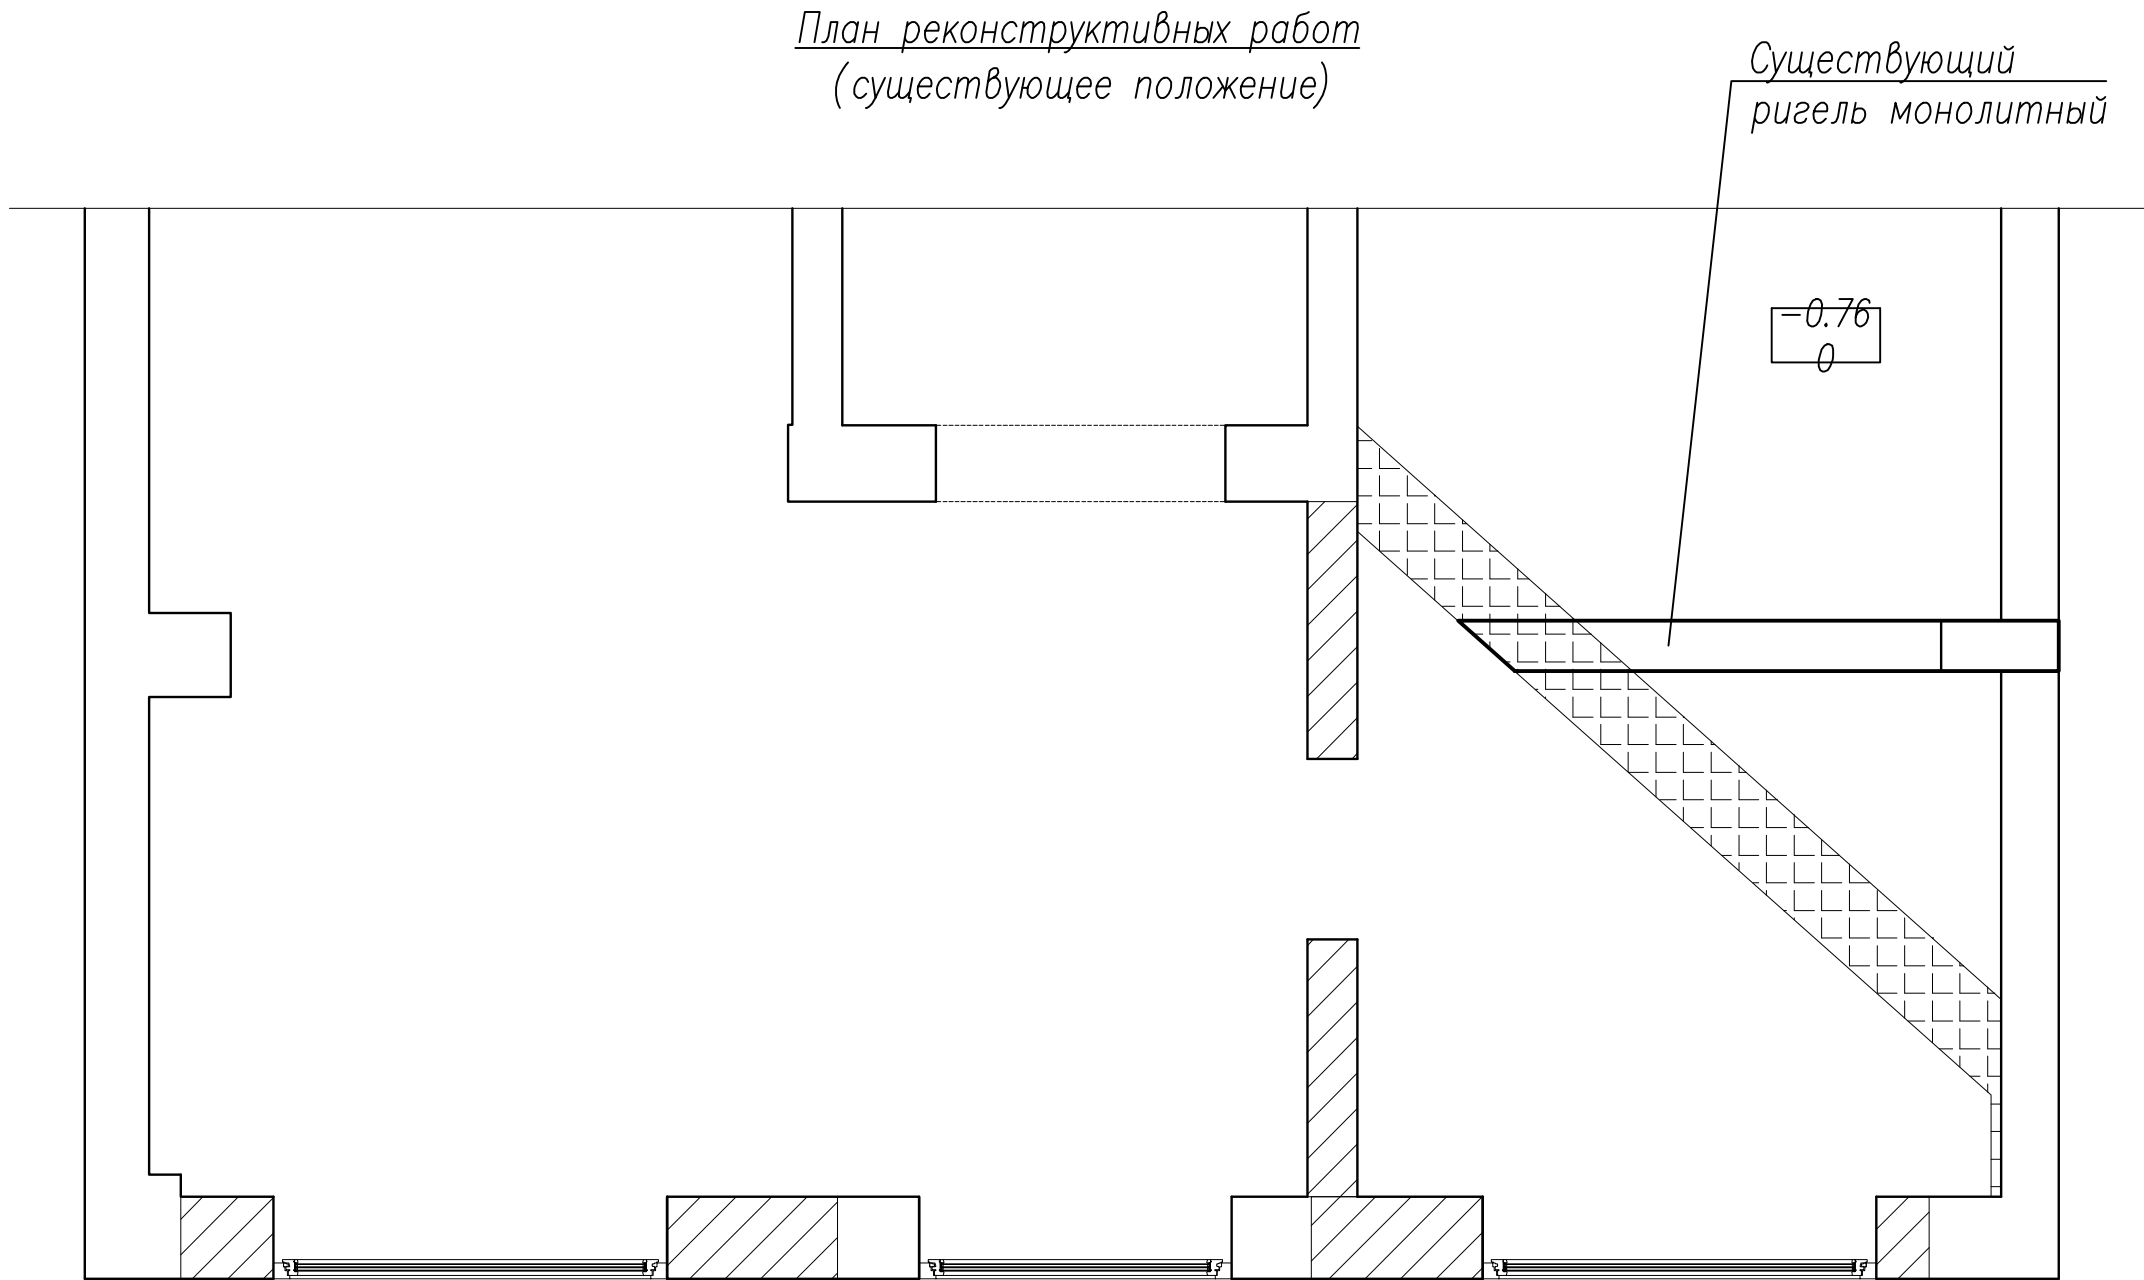 План реконструктивных работ
(существующее положение)
Существующий
ригель монолитный
-0.76
0